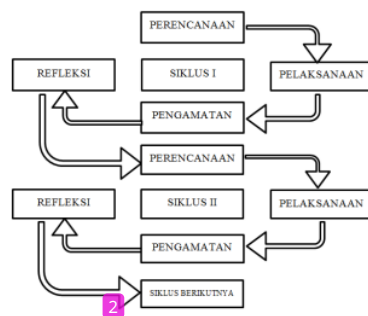 PERENCANAAN
REFLEKSI
SIKLUS I
PELAKSANAAN
PENGAMATAN
PERENCANAAN
REFLEKSI
SIKLUS II
PELAKSANAAN
PENGAMATAN
SIKLUS BERIKUTNYA
2